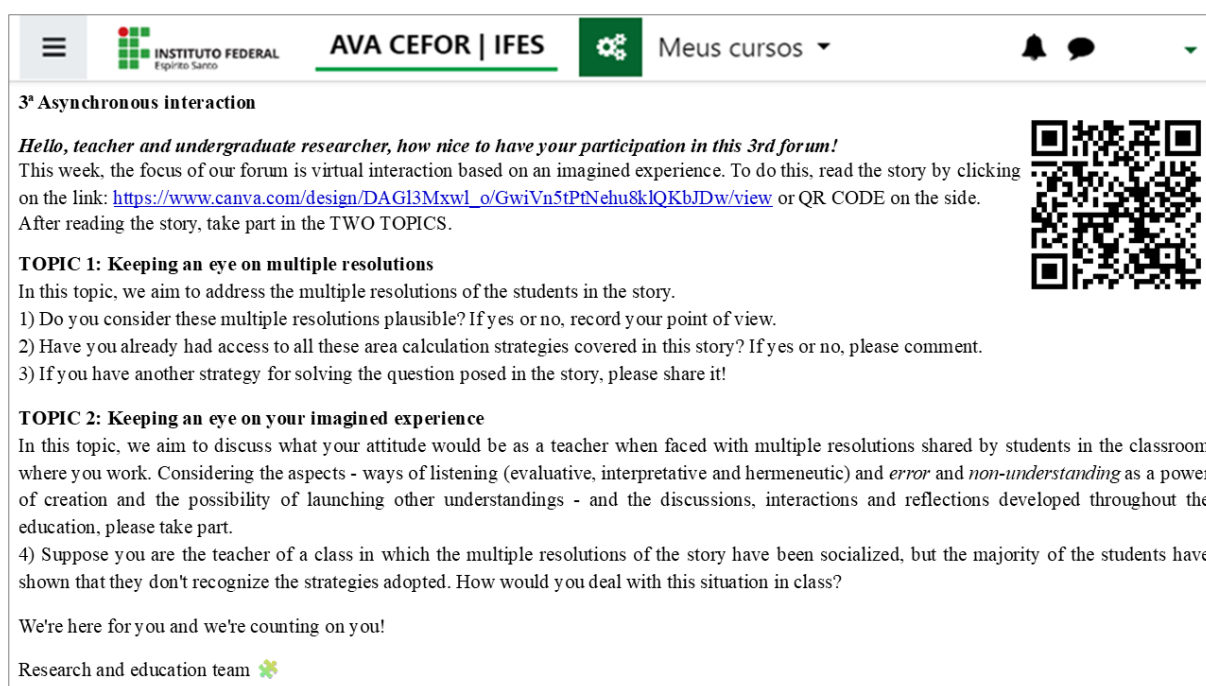 INSTITUTO FEDERAL
Espírito Santo
AVA CEFOR | IFES
Meus cursos
3ª Asynchronous interaction
Hello, teacher and undergraduate researcher, how nice to have your participation in this 3rd forum!
This week, the focus of our forum is virtual interaction based on an imagined experience. To do this, read the story by clicking
on the link: https://www.canva.com/design/DAGl3Mxwl_o/GwiVn5tPtNehu8klQKbJDw/view or QR CODE on the side.
After reading the story, take part in the TWO TOPICS.
TOPIC 1: Keeping an eye on multiple resolutions
In this topic, we aim to address the multiple resolutions of the students in the story.
1) Do you consider these multiple resolutions plausible? If yes or no, record your point of view.
2) Have you already had access to all these area calculation strategies covered in this story? If yes or no, please comment.
3) If you have another strategy for solving the question posed in the story, please share it!
TOPIC 2: Keeping an eye on your imagined experience
In this topic, we aim to discuss what your attitude would be as a teacher when faced with multiple resolutions shared by students in the classroom
where you work. Considering the aspects - ways of listening (evaluative, interpretative and hermeneutic) and error and non-understanding as a power
of creation and the possibility of launching other understandings - and the discussions, interactions and reflections developed throughout the
education, please take part.
4) Suppose you are the teacher of a class in which the multiple resolutions of the story have been socialized, but the majority of the students have
shown that they don't recognize the strategies adopted. How would you deal with this situation in class?
We're here for you and we're counting on you!
Research and education team